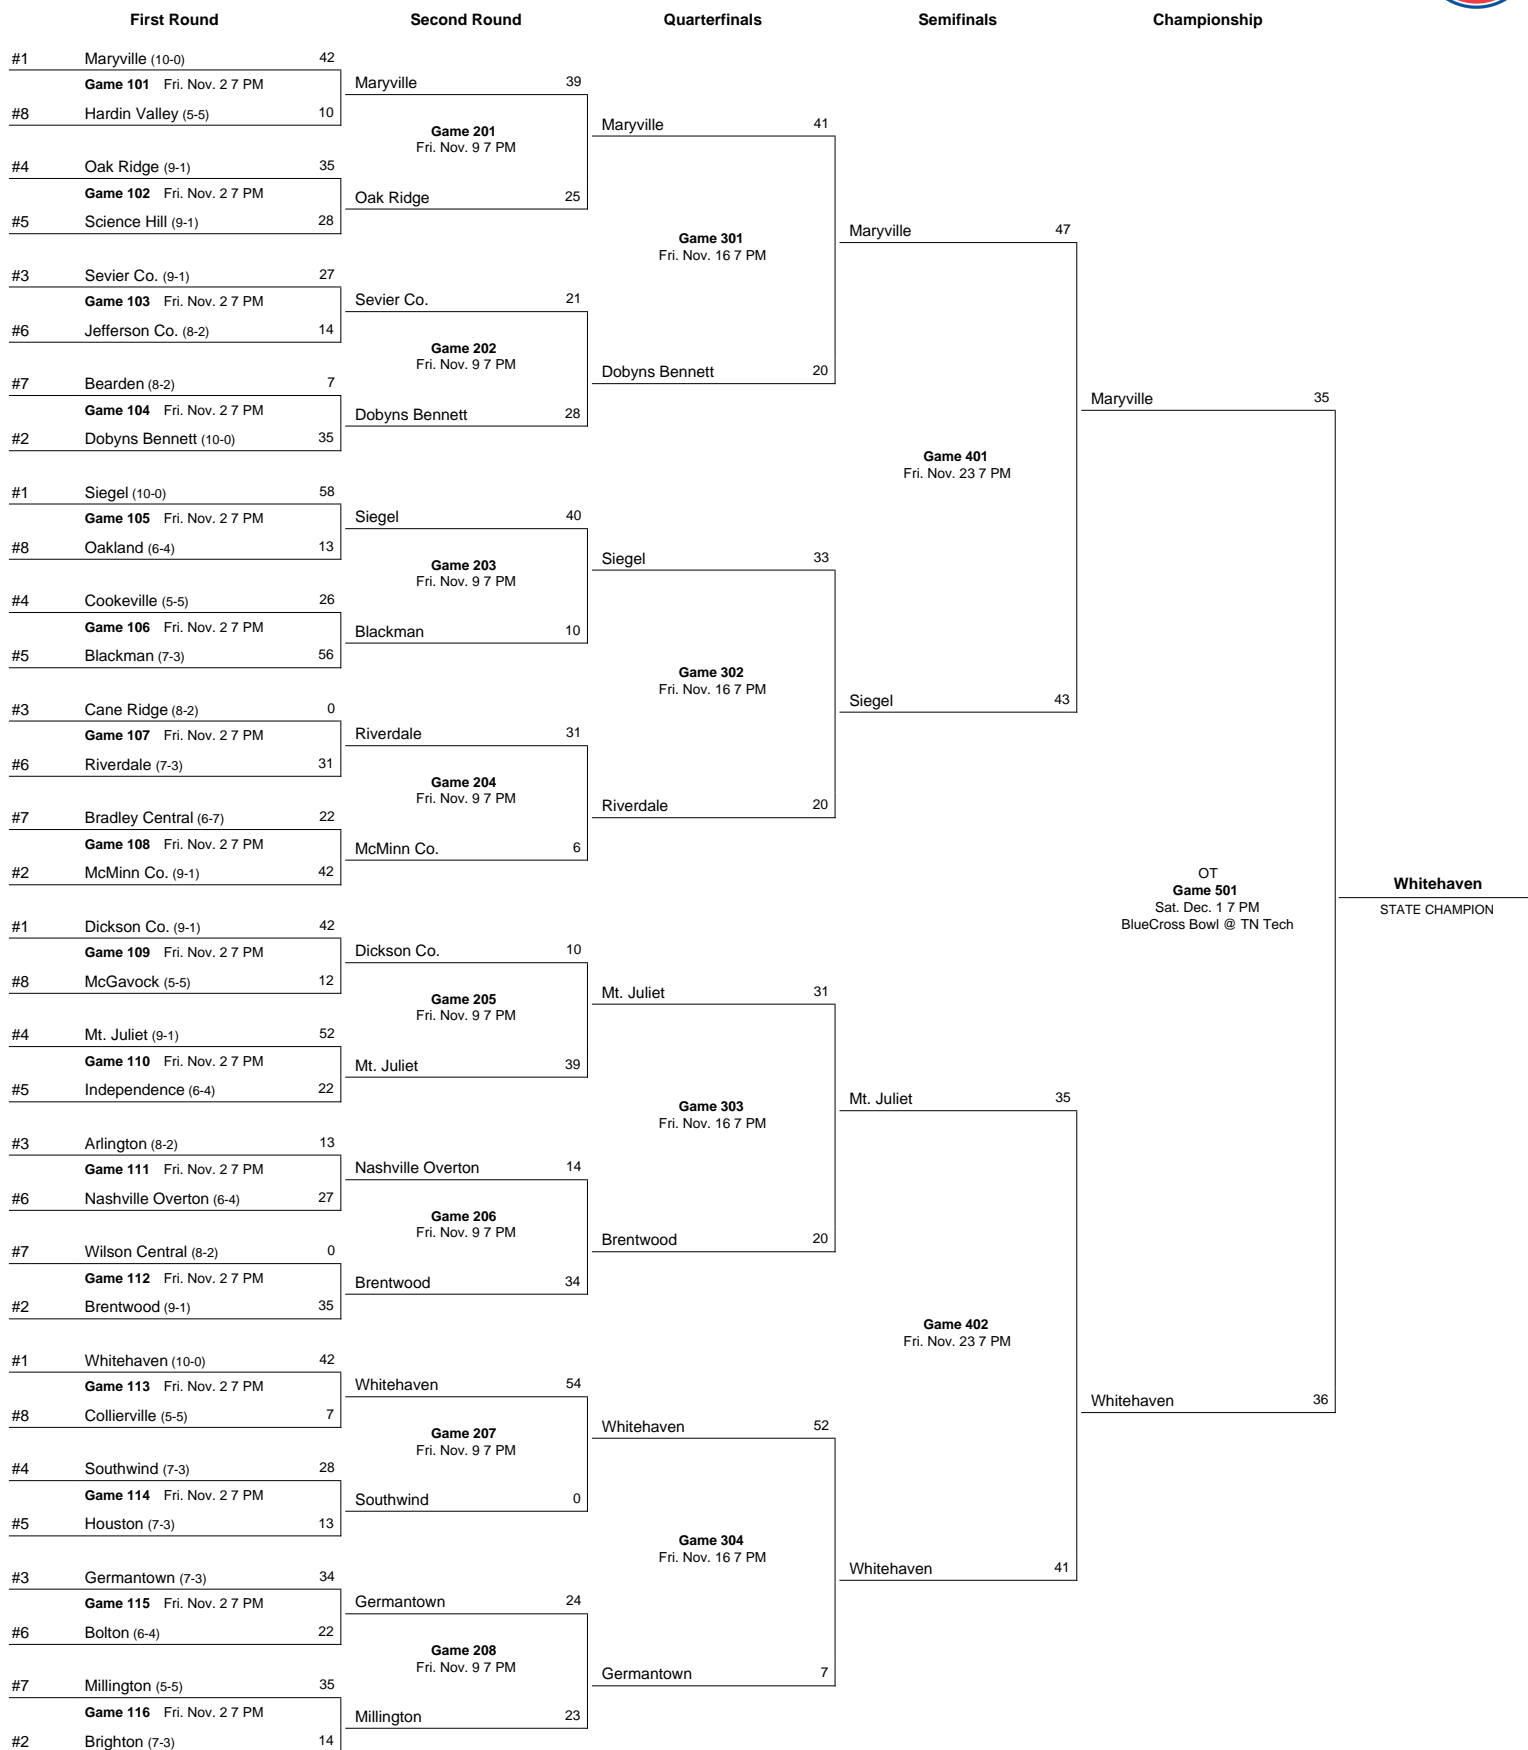 First Round Second Round Quarterfinals Semifinals Championship
#1 Maryville (10-0) 42
Game 101 Fri. Nov. 2 7 PM
#8 Hardin Valley (5-5) 10
#4 Oak Ridge (9-1) 35
Game 102 Fri. Nov. 2 7 PM
#5 Science Hill (9-1) 28
#3 Sevier Co. (9-1) 27
Game 103 Fri. Nov. 2 7 PM
#6 Jefferson Co. (8-2) 14
#7 Bearden (8-2) 7
Game 104 Fri. Nov. 2 7 PM
#2 Dobyns Bennett (10-0) 35
#1 Siegel (10-0) 58
Game 105 Fri. Nov. 2 7 PM
#8 Oakland (6-4) 13
#4 Cookeville (5-5) 26
Game 106 Fri. Nov. 2 7 PM
#5 Blackman (7-3) 56
#3 Cane Ridge (8-2) 0
Game 107 Fri. Nov. 2 7 PM
#6 Riverdale (7-3) 31
#7 Bradley Central (6-7) 22
Game 108 Fri. Nov. 2 7 PM
#2 McMinn Co. (9-1) 42
#1 Dickson Co. (9-1) 42
Game 109 Fri. Nov. 2 7 PM
#8 McGavock (5-5) 12
#4 Mt. Juliet (9-1) 52
Game 110 Fri. Nov. 2 7 PM
#5 Independence (6-4) 22
#3 Arlington (8-2) 13
Game 111 Fri. Nov. 2 7 PM
#6 Nashville Overton (6-4) 27
#7 Wilson Central (8-2) 0
Game 112 Fri. Nov. 2 7 PM
#2 Brentwood (9-1) 35
#1 Whitehaven (10-0) 42
Game 113 Fri. Nov. 2 7 PM
#8 Collierville (5-5) 7
#4 Southwind (7-3) 28
Game 114 Fri. Nov. 2 7 PM
#5 Houston (7-3) 13
#3 Germantown (7-3) 34
Game 115 Fri. Nov. 2 7 PM
#6 Bolton (6-4) 22
#7 Millington (5-5) 35
Game 116 Fri. Nov. 2 7 PM
#2 Brighton (7-3) 14
Maryville 39
Game 201
Fri. Nov. 9 7 PM
Oak Ridge 25
Sevier Co. 21
Game 202
Fri. Nov. 9 7 PM
Dobyns Bennett 28
Siegel 40
Game 203
Fri. Nov. 9 7 PM
Blackman 10
Riverdale 31
Game 204
Fri. Nov. 9 7 PM
McMinn Co. 6
Dickson Co. 10
Game 205
Fri. Nov. 9 7 PM
Mt. Juliet 39
Nashville Overton 14
Game 206
Fri. Nov. 9 7 PM
Brentwood 34
Whitehaven 54
Game 207
Fri. Nov. 9 7 PM
Southwind 0
Germantown 24
Game 208
Fri. Nov. 9 7 PM
Millington 23
Maryville 41
Game 301
Fri. Nov. 16 7 PM
Dobyns Bennett 20
Siegel 33
Game 302
Fri. Nov. 16 7 PM
Riverdale 20
Mt. Juliet 31
Game 303
Fri. Nov. 16 7 PM
Brentwood 20
Whitehaven 52
Game 304
Fri. Nov. 16 7 PM
Germantown 7
Maryville 47
Game 401
Fri. Nov. 23 7 PM
Siegel 43
Mt. Juliet 35
Game 402
Fri. Nov. 23 7 PM
Whitehaven 41
Maryville 35
OT
Game 501
Sat. Dec. 1 7 PM
BlueCross Bowl @ TN Tech
Whitehaven 36
Whitehaven
STATE CHAMPION